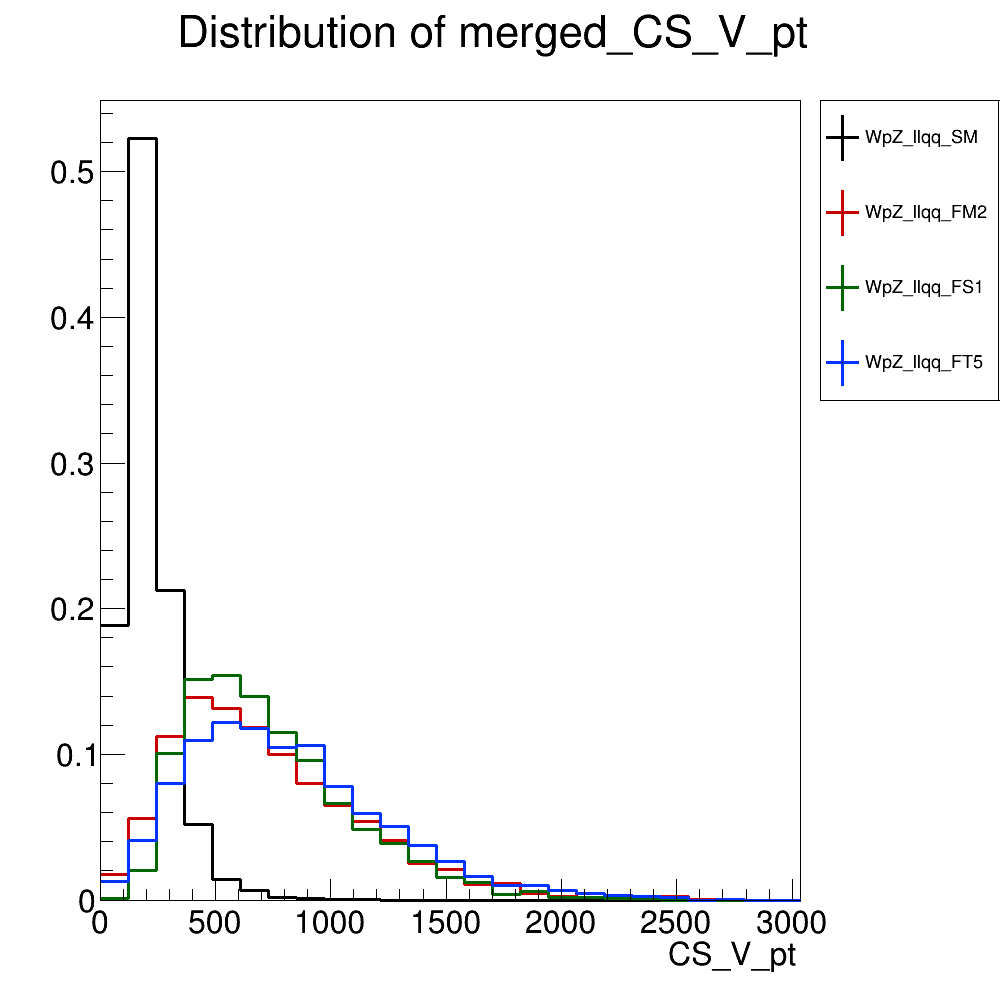 Distribution of merged_CS_V_pt
WpZ_llqq_SM
WpZ_llqq_FM2
WpZ_llqq_FS1
WpZ_llqq_FT5
0.5
0.4
0.3
0.2
0.1
0
0 500 1000 1500 2000 2500 3000
CS_V_pt